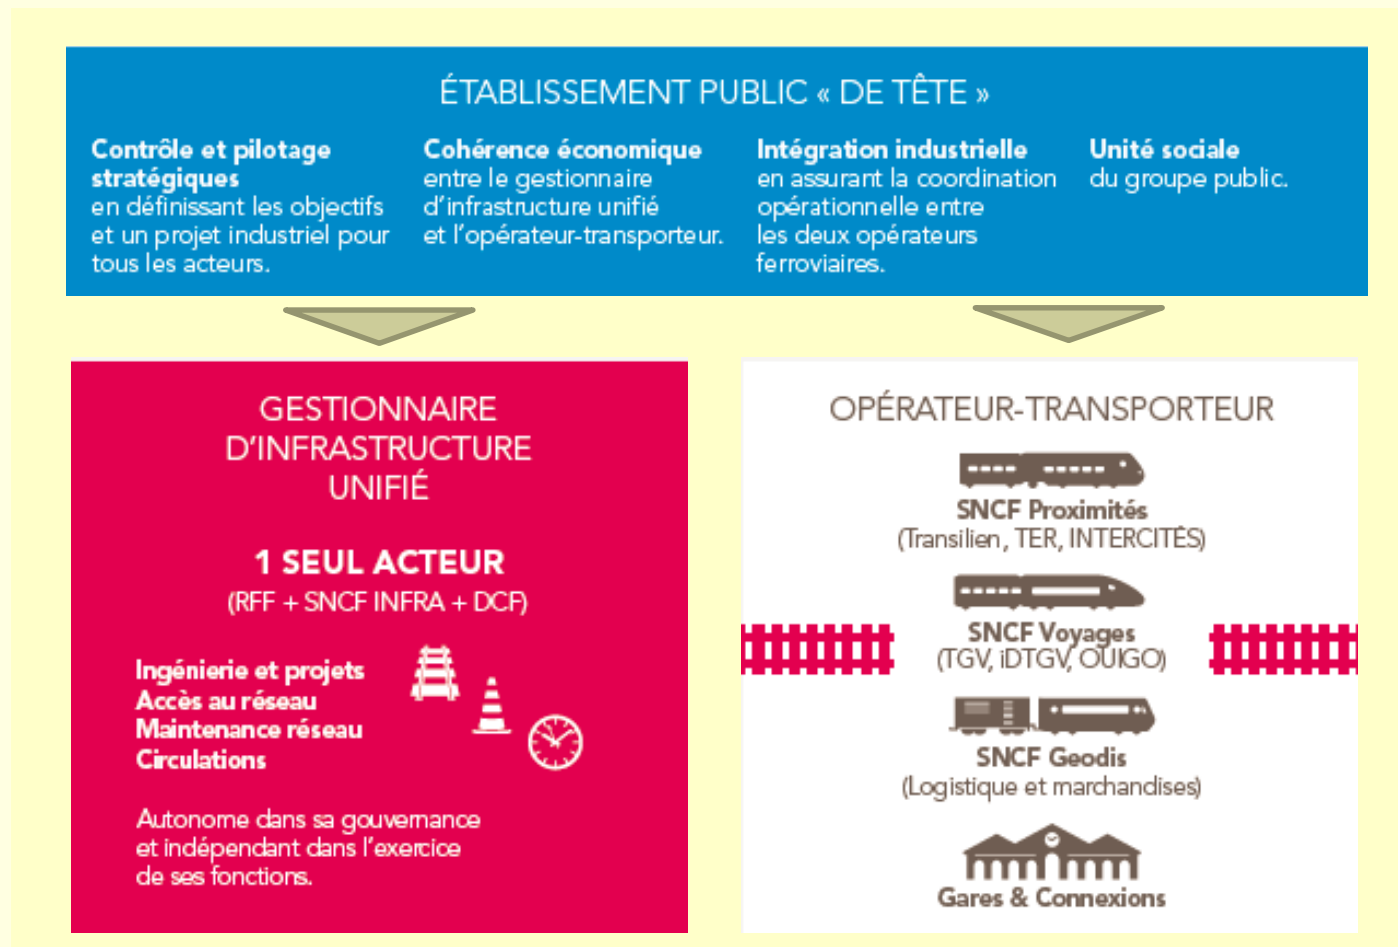 ÉTABLISSEMENT PUBLIC « DE TÊTE »
Contrôle et pilotage
stratégiques
en définissant les objectifs
et un projet industriel pour
tous les acteurs.
Cohérence économique
entre le gestionnaire
d’infrastructure unifié
et l’opérateur-transporteur.
Intégration industrielle
en assurant la coordination
opérationnelle entre
les deux opérateurs
ferroviaires.
Unité sociale
du groupe public.
GESTIONNAIRE
D’INFRASTRUCTURE
UNIFIÉ
1 SEUL ACTEUR
(RFF + SNCF INFRA + DCF)
Ingénierie et projets
Accès au réseau
Maintenance réseau
Circulations
Autonome dans sa gouvernance
et indépendant dans l’exercice
de ses fonctions.
OPÉRATEUR-TRANSPORTEUR
SNCF Proximités
(Transilien, TER, INTERCITÉS)
SNCF Voyages
(TGV, iDTGV, OUIGO)
SNCF Geodis
(Logistique et marchandises)
Gares & Connexions